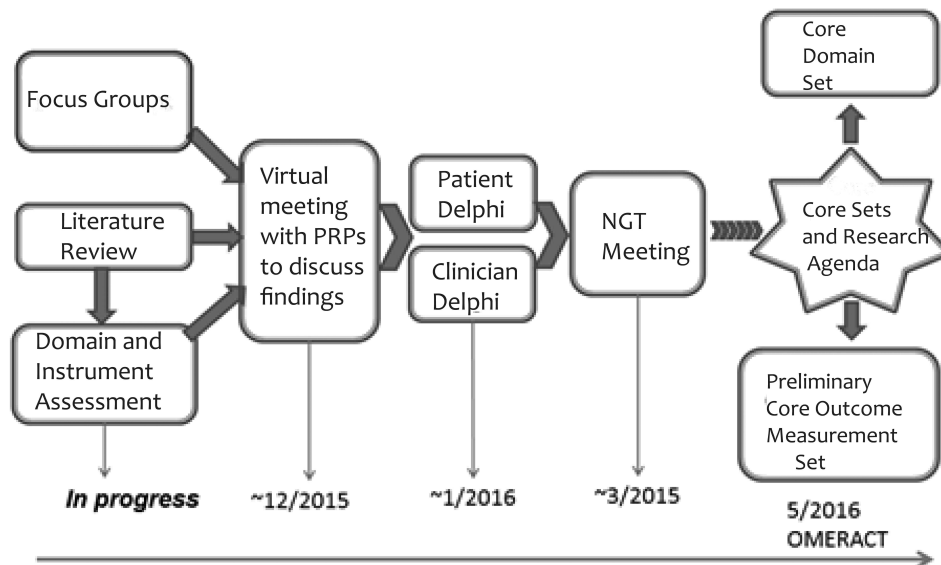 Focus Groups
Literature
Review
Domain and
Instrument
Assessment
Virtual
meeting
with PRPs
to discuss
findings
Patient
Delphi
Clinician
Delphi
NGT
Meeting
Core
Domain
Set
Core Sets
and Research
Agenda
Preliminary
Core Outcome
Measurement
Set
In progress
~12/2015
~1/2016
~3/2015
5/2016
OMERACT